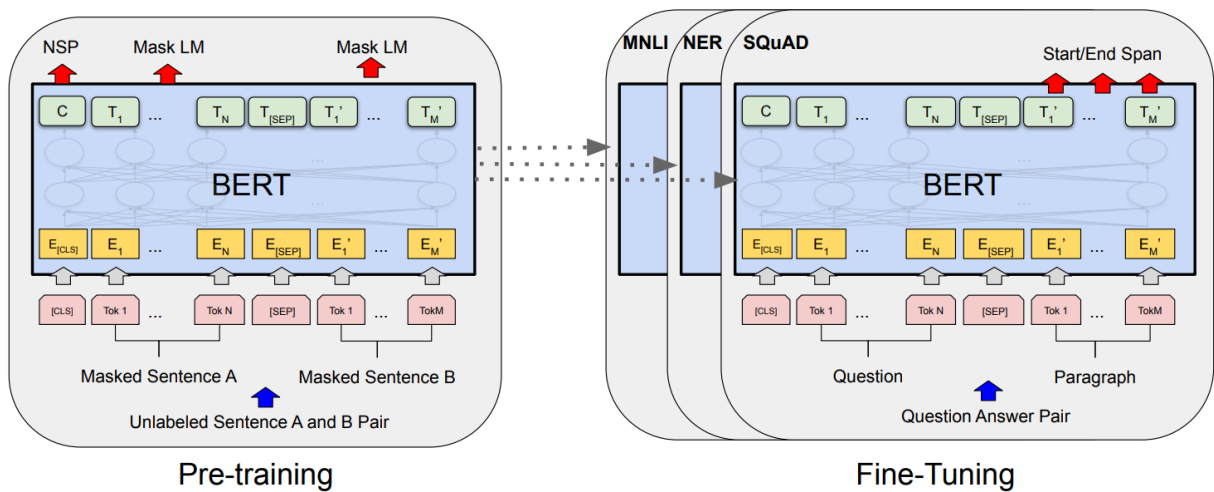 NSP Mask LM Mask LM
C T1 ... TN T[SEP] T1' ... TM'
...
BERT
...
E[CLS] E1 ... EN E[SEP] E1' ... EM'
[CLS] Tok 1 ... Tok N [SEP] Tok 1 ... TokM
Masked Sentence A Masked Sentence B
Unlabeled Sentence A and B Pair
Pre-training
MNLI NER SQuAD
Start/End Span
C T1 ... TN T[SEP] T1' ... TM'
...
BERT
...
E[CLS] E1 ... EN E[SEP] E1' ... EM'
[CLS] Tok 1 ... Tok N [SEP] Tok 1 ... TokM
Question Paragraph
Question Answer Pair
Fine-Tuning